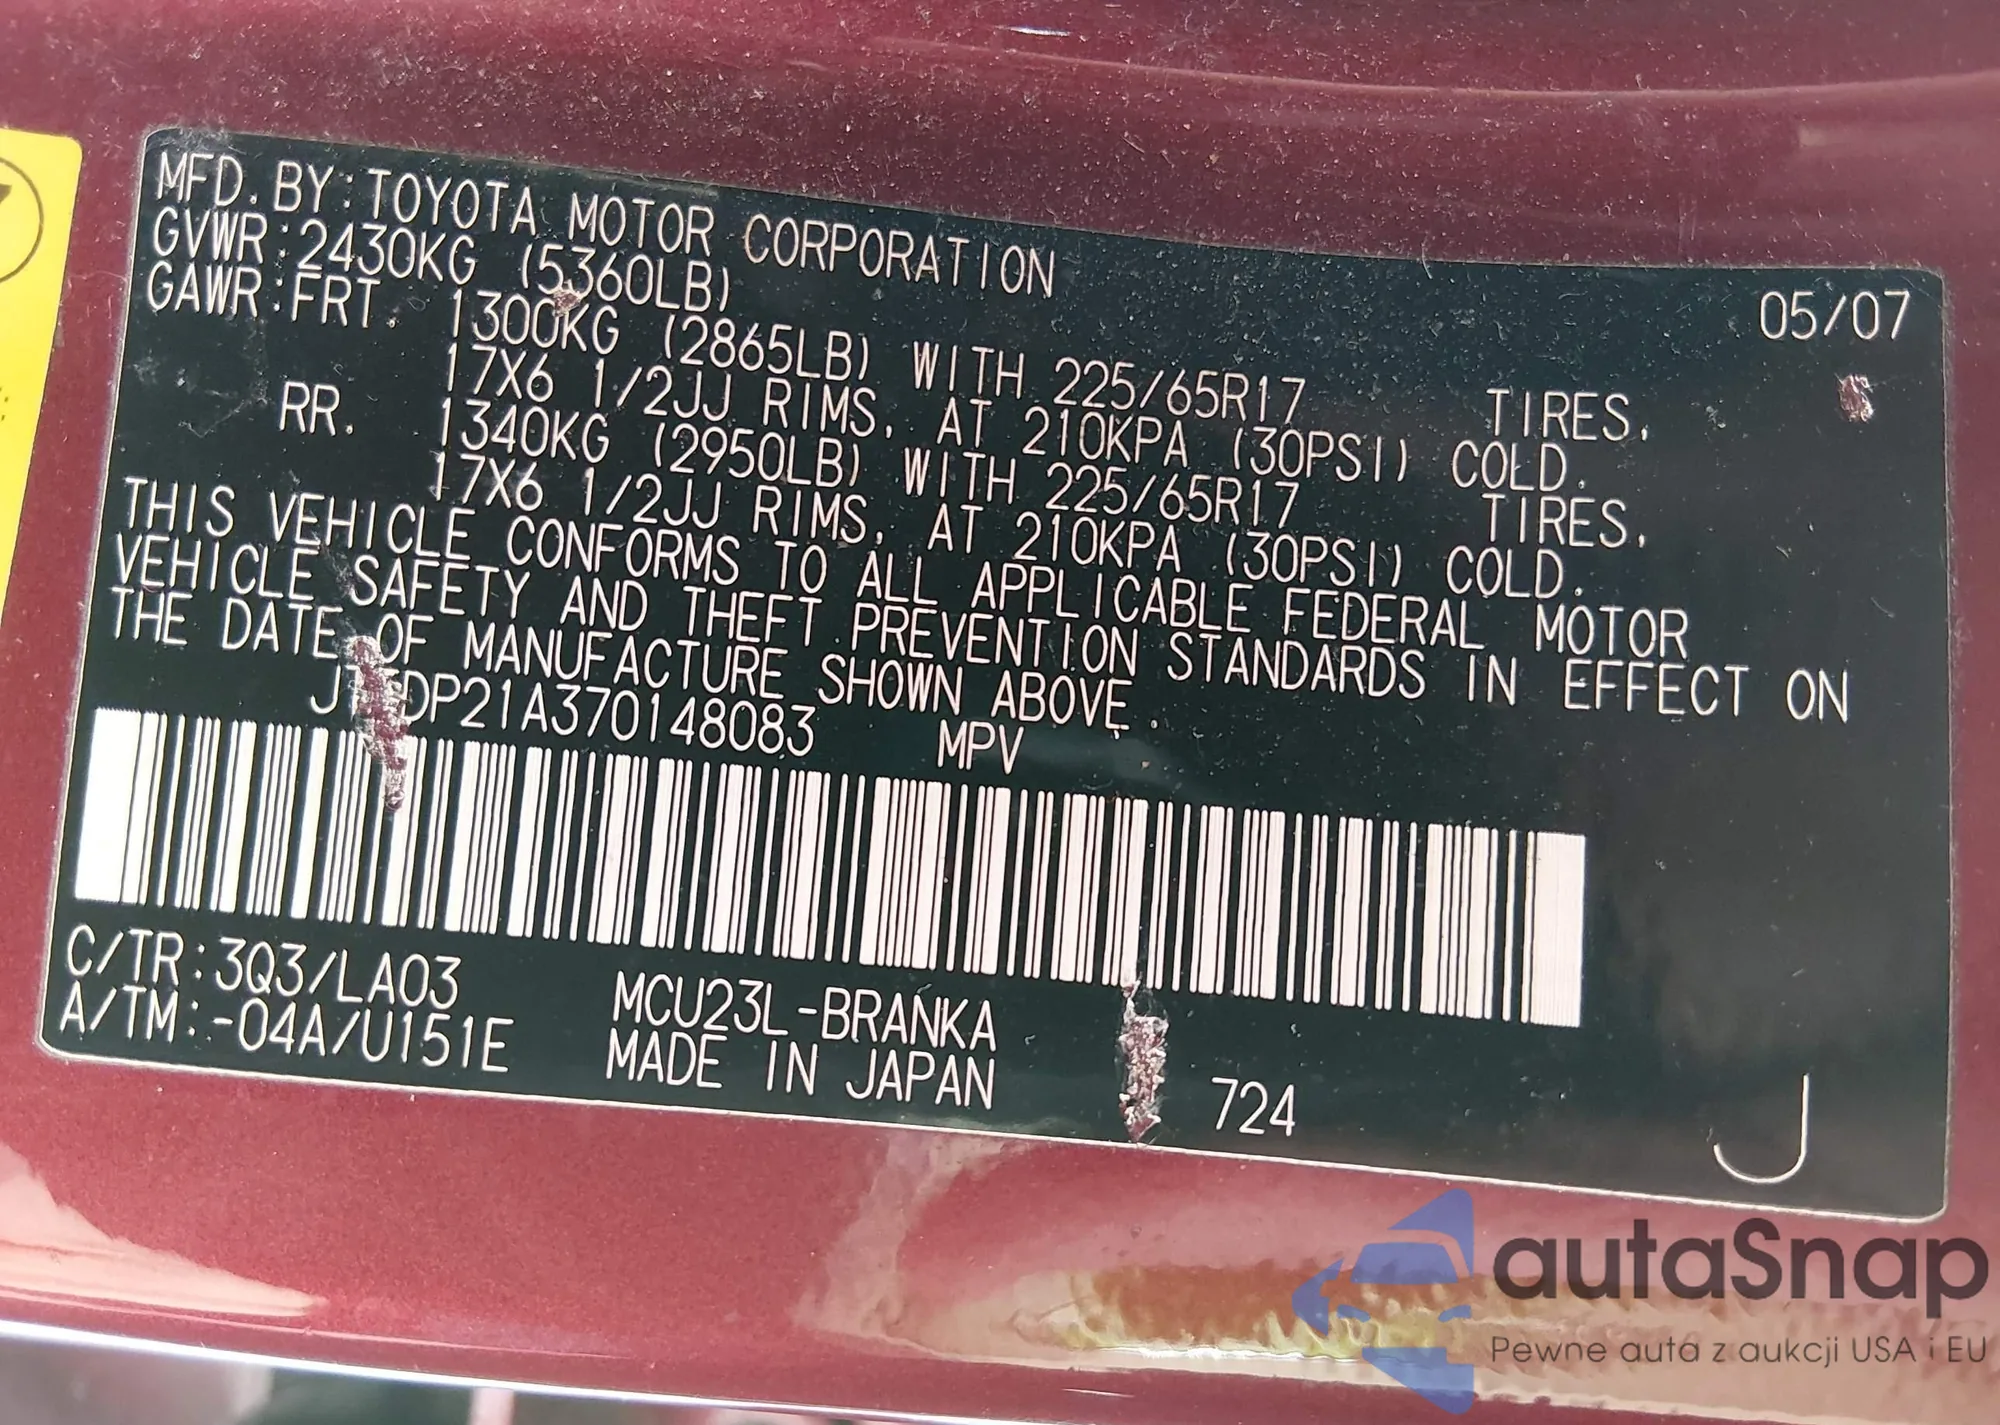 MFD. BY: TOYOTA MOTOR CORPORATION 05/07
GVWR: 2430KG (5360LB)
GAWR: FRT. 1300KG (2865LB) WITH 225/65R17 TIRES,
17X6 1/2JJ RIMS, AT 210KPA (30PSI) COLD.
RR. 1340KG (2950LB) WITH 225/65R17 TIRES,
17X6 1/2JJ RIMS, AT 210KPA (30PSI) COLD.
THIS VEHICLE CONFORMS TO ALL APPLICABLE FEDERAL MOTOR
VEHICLE SAFETY AND THEFT PREVENTION STANDARDS IN EFFECT ON
THE DATE OF MANUFACTURE SHOWN ABOVE.
MPV
C/TR: 3Q3/LA03 MCU23L-BRANKA
A/TM: -04A/U151E MADE IN JAPAN 724
J
autaSnap
Pewne auta z aukcji USA i EU